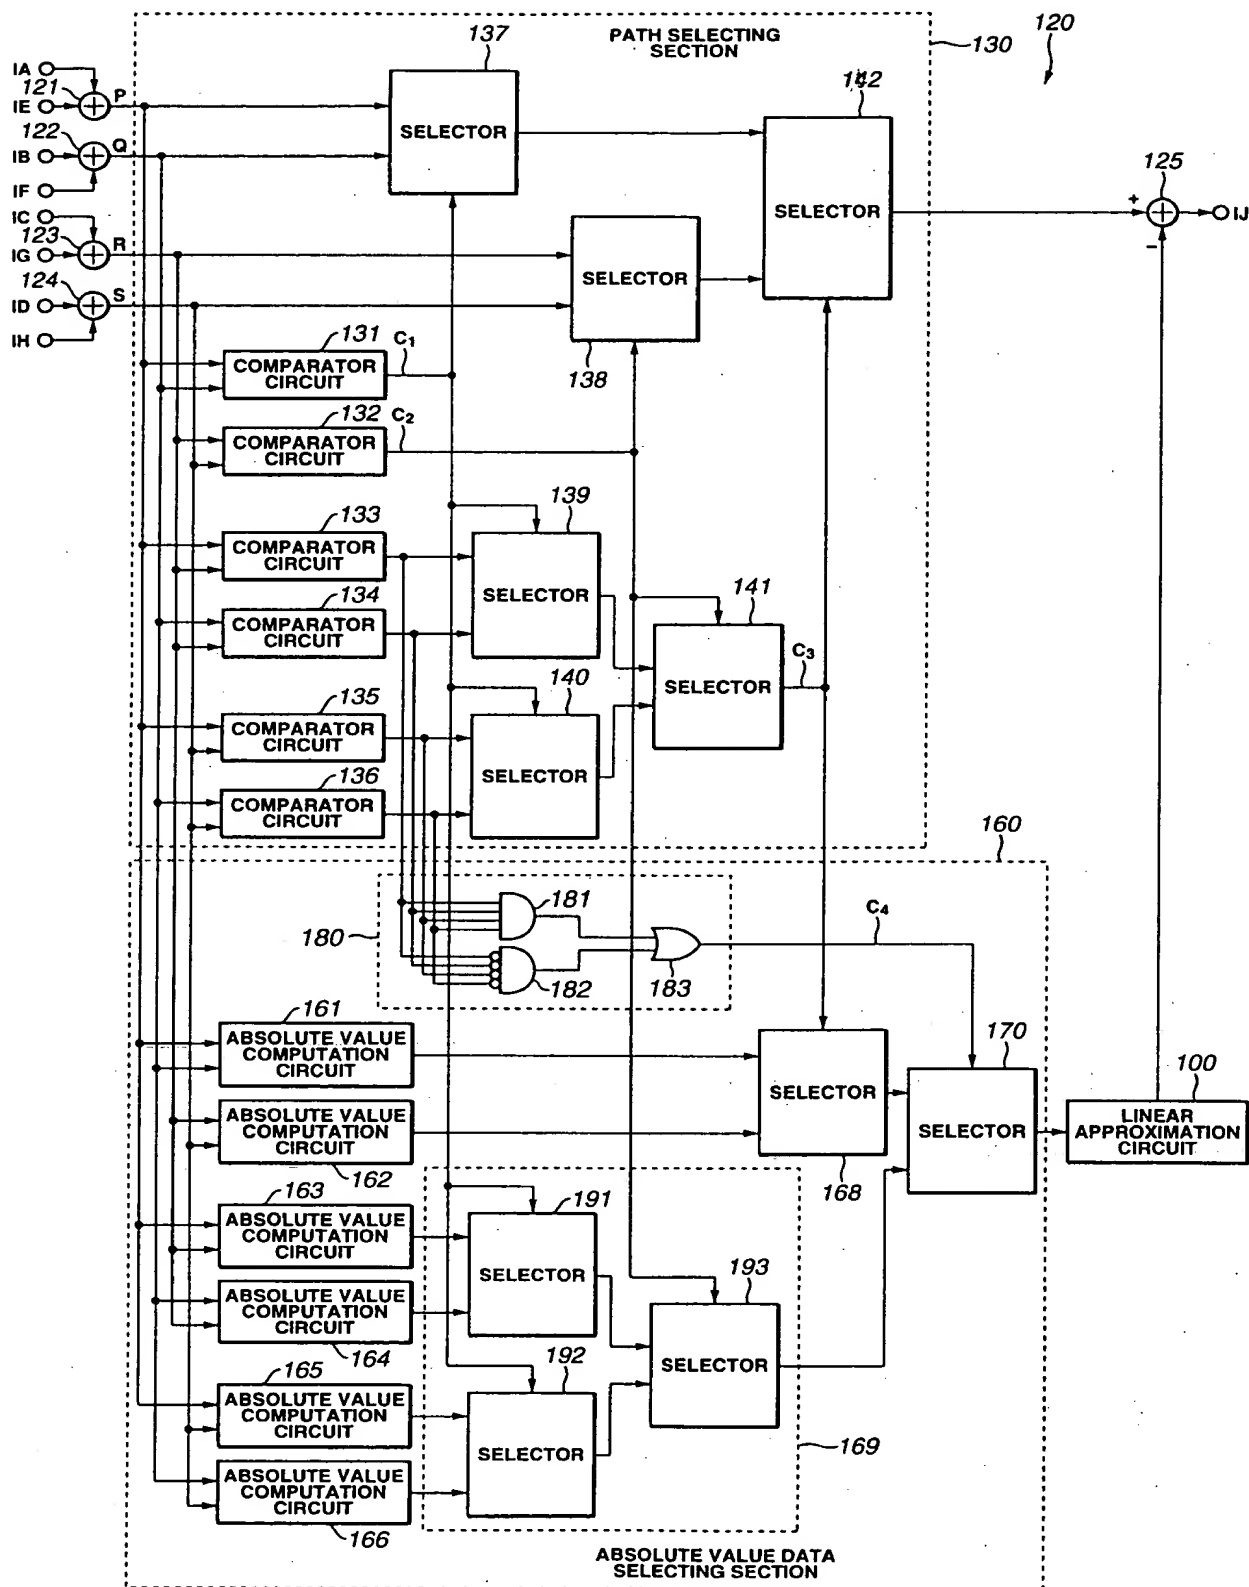 137
PATH SELECTING
SECTION
130
120
IA
121
P
IE
122
Q
IB
IF
IC
123
R
IG
124
S
ID
IH
SELECTOR
142
SELECTOR
125
+
IJ
−
SELECTOR
138
131
C1
COMPARATOR
CIRCUIT
132
C2
COMPARATOR
CIRCUIT
133
COMPARATOR
CIRCUIT
139
SELECTOR
134
COMPARATOR
CIRCUIT
141
SELECTOR
C3
135
COMPARATOR
CIRCUIT
140
SELECTOR
136
COMPARATOR
CIRCUIT
160
180
181
182
183
C4
161
ABSOLUTE VALUE
COMPUTATION
CIRCUIT
SELECTOR
168
170
SELECTOR
100
LINEAR
APPROXIMATION
CIRCUIT
ABSOLUTE VALUE
COMPUTATION
CIRCUIT
162
163
ABSOLUTE VALUE
COMPUTATION
CIRCUIT
191
SELECTOR
193
SELECTOR
ABSOLUTE VALUE
COMPUTATION
CIRCUIT
164
165
ABSOLUTE VALUE
COMPUTATION
CIRCUIT
192
SELECTOR
169
ABSOLUTE VALUE
COMPUTATION
CIRCUIT
166
ABSOLUTE VALUE DATA
SELECTING SECTION